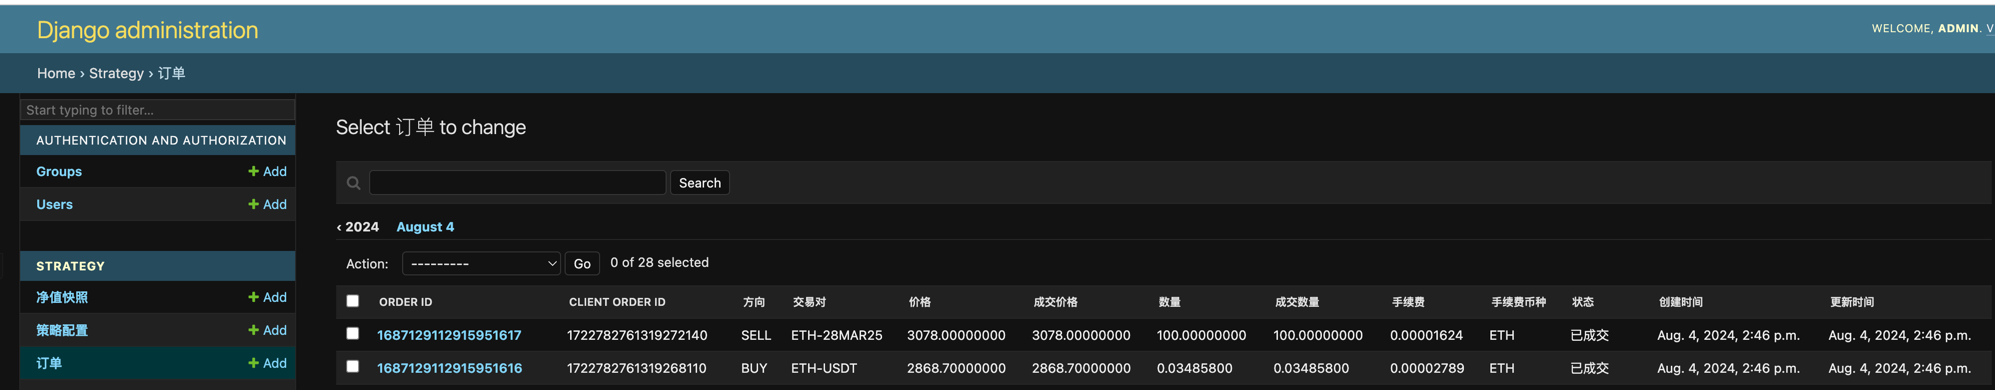 Django administration
WELCOME, ADMIN. V
Home › Strategy › 订单
Start typing to filter...
AUTHENTICATION AND AUTHORIZATION
Groups + Add
Users + Add
STRATEGY
净值快照 + Add
策略配置 + Add
订单 + Add
Select 订单 to change
Search
‹ 2024 August 4
Action: --------- Go 0 of 28 selected
ORDER ID CLIENT ORDER ID 方向 交易对 价格 成交价格 数量 成交数量 手续费 手续费币种 状态 创建时间 更新时间
1687129112915951617 1722782761319272140 SELL ETH-28MAR25 3078.00000000 3078.00000000 100.00000000 100.00000000 0.00001624 ETH 已成交 Aug. 4, 2024, 2:46 p.m. Aug. 4, 2024, 2:46 p.m.
1687129112915951616 1722782761319268110 BUY ETH-USDT 2868.70000000 2868.70000000 0.03485800 0.03485800 0.00002789 ETH 已成交 Aug. 4, 2024, 2:46 p.m. Aug. 4, 2024, 2:46 p.m.